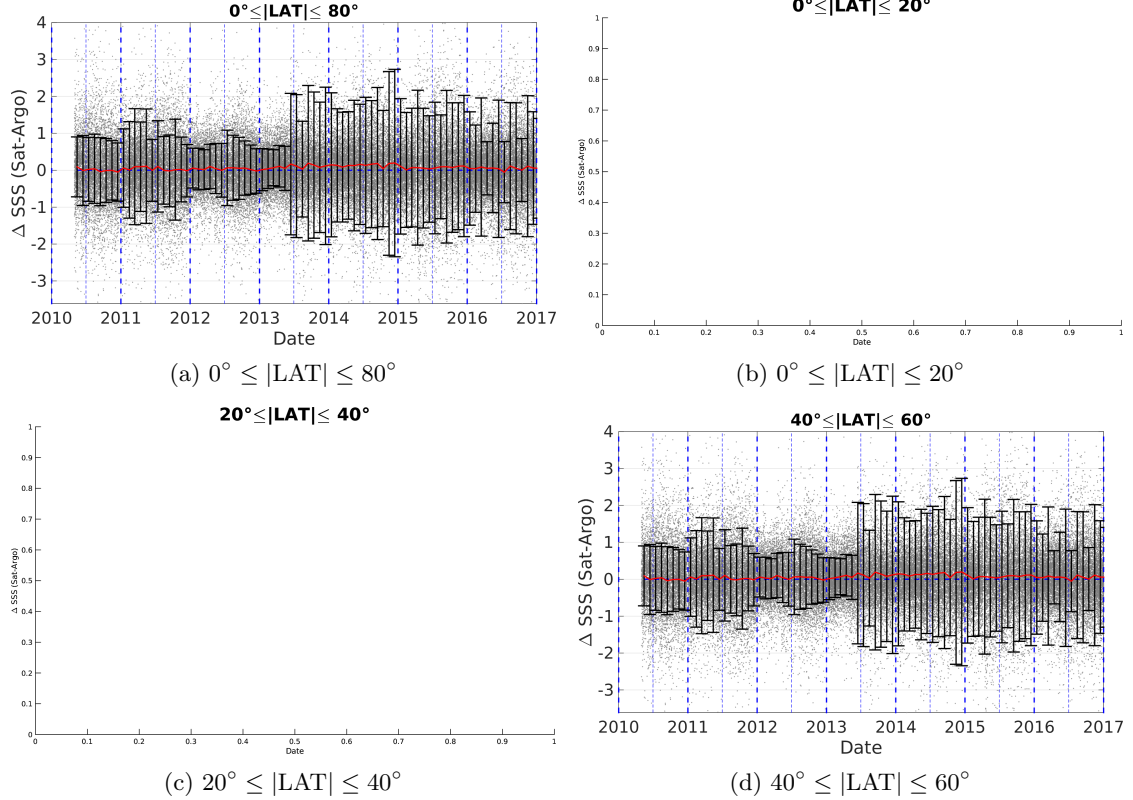 0°≤|LAT|≤ 80°
4
3
2
1
0
-1
-2
-3
Δ SSS (Sat-Argo)
2010 2011 2012 2013 2014 2015 2016 2017
Date
(a) 0° ≤ |LAT| ≤ 80°
0°≤|LAT|≤ 20°
1
0.9
0.8
0.7
0.6
0.5
0.4
0.3
0.2
0.1
0
Δ SSS (Sat-Argo)
0 0.1 0.2 0.3 0.4 0.5 0.6 0.7 0.8 0.9 1
Date
(b) 0° ≤ |LAT| ≤ 20°
20°≤|LAT|≤ 40°
1
0.9
0.8
0.7
0.6
0.5
0.4
0.3
0.2
0.1
0
Δ SSS (Sat-Argo)
0 0.1 0.2 0.3 0.4 0.5 0.6 0.7 0.8 0.9 1
Date
(c) 20° ≤ |LAT| ≤ 40°
40°≤|LAT|≤ 60°
4
3
2
1
0
-1
-2
-3
Δ SSS (Sat-Argo)
2010 2011 2012 2013 2014 2015 2016 2017
Date
(d) 40° ≤ |LAT| ≤ 60°